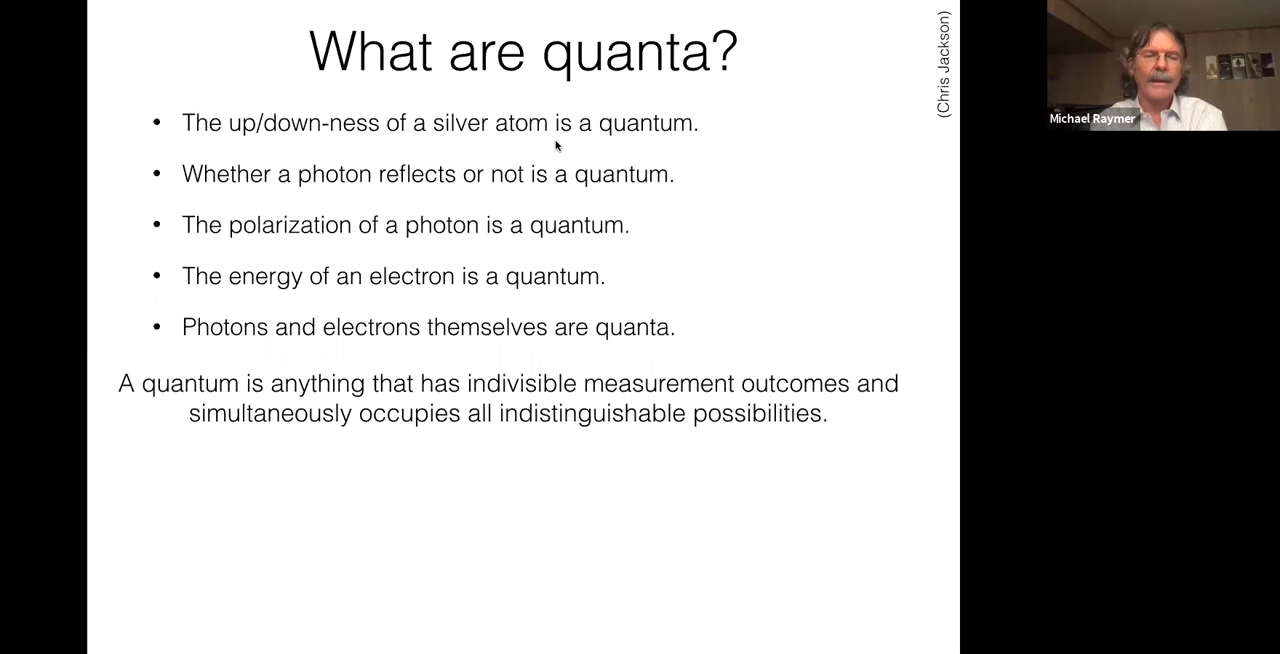 What are quanta?
(Chris Jackson)
• The up/down-ness of a silver atom is a quantum.
• Whether a photon reflects or not is a quantum.
• The polarization of a photon is a quantum.
• The energy of an electron is a quantum.
• Photons and electrons themselves are quanta.
A quantum is anything that has indivisible measurement outcomes and
simultaneously occupies all indistinguishable possibilities.
Michael Raymer